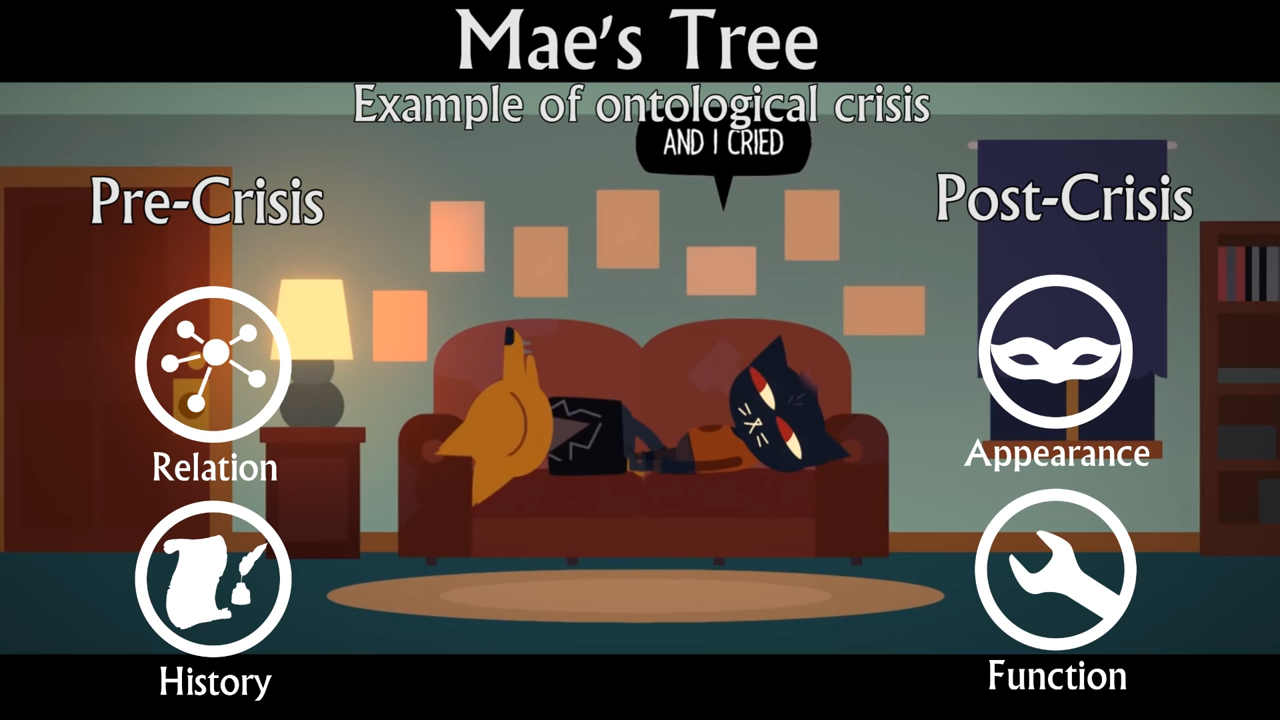 Mae's Tree
Example of ontological crisis
AND I CRIED
Pre-Crisis
Post-Crisis
Relation
Appearance
History
Function